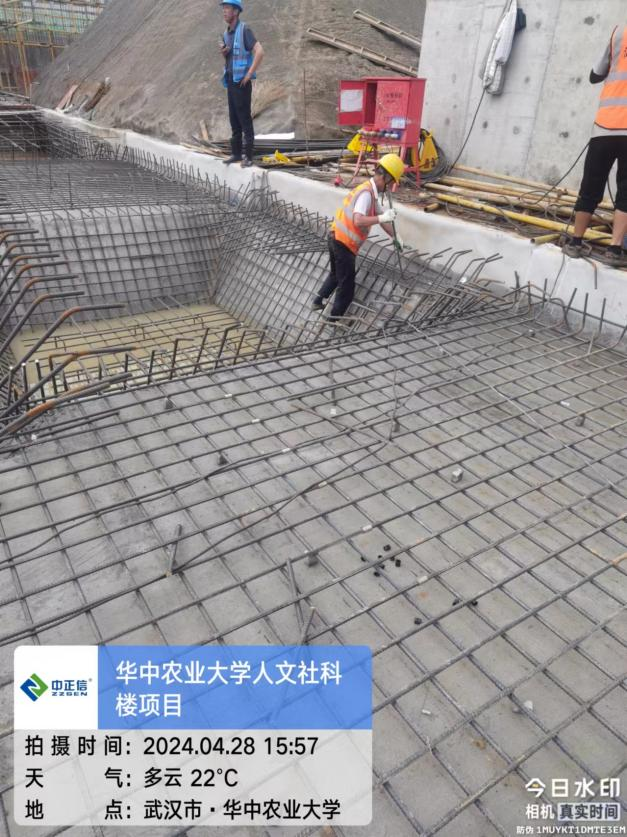 中正信
ZZSEN
华中农业大学人文社科
楼项目
拍摄时间：2024.04.28 15:57
天气：多云 22°C
地点：武汉市·华中农业大学
今日水印
相机 真实时间
防伪 1MUYKT1DMTE3EM